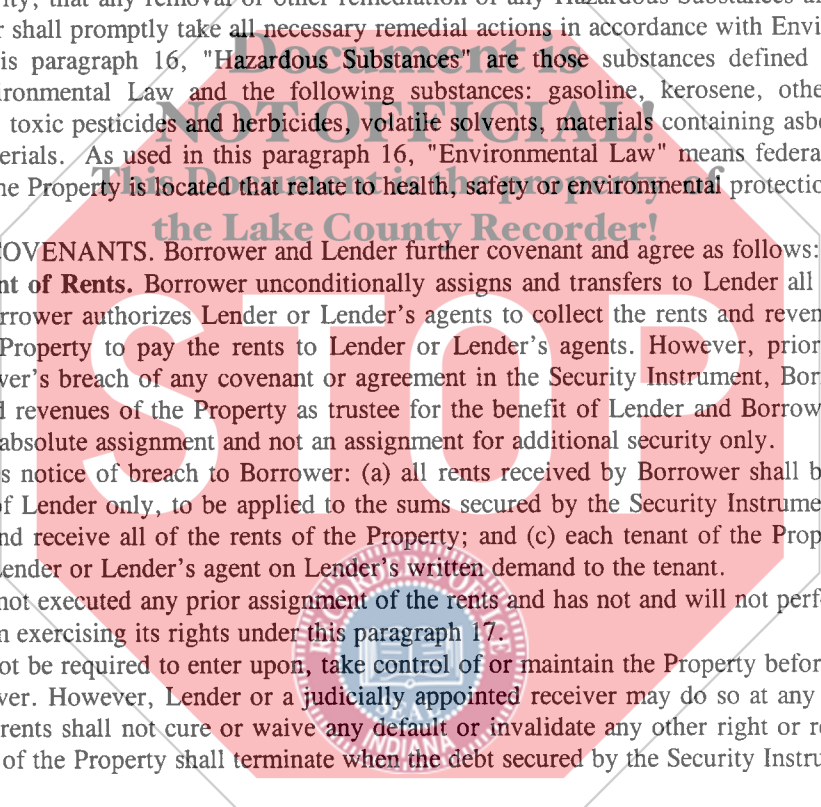 ity, that any removal or other remediation of any Hazardous Substances a
r shall promptly take all necessary remedial actions in accordance with Envi
Document is
is paragraph 16, "Hazardous Substances" are those substances defined
ironmental Law and the following substances: gasoline, kerosene, othe
NOT OFFICIAL!
toxic pesticides and herbicides, volatile solvents, materials containing asb
erials. As used in this paragraph 16, "Environmental Law" means federa
This Document is the property of
he Property is located that relate to health, safety or environmental protectio
the Lake County Recorder!
COVENANTS. Borrower and Lender further covenant and agree as follows:
nt of Rents. Borrower unconditionally assigns and transfers to Lender all
rrower authorizes Lender or Lender's agents to collect the rents and reven
Property to pay the rents to Lender or Lender's agents. However, prior
ver's breach of any covenant or agreement in the Security Instrument, Bor
d revenues of the Property as trustee for the benefit of Lender and Borrow
absolute assignment and not an assignment for additional security only.
STOP
s notice of breach to Borrower: (a) all rents received by Borrower shall b
of Lender only, to be applied to the sums secured by the Security Instrume
nd receive all of the rents of the Property; and (c) each tenant of the Prop
ender or Lender's agent on Lender's written demand to the tenant.
not executed any prior assignment of the rents and has not and will not perf
n exercising its rights under this paragraph 17.
ot be required to enter upon, take control of or maintain the Property befor
ver. However, Lender or a judicially appointed receiver may do so at any
rents shall not cure or waive any default or invalidate any other right or r
of the Property shall terminate when the debt secured by the Security Instru
RECORDER OF
SEAL
INDIANA